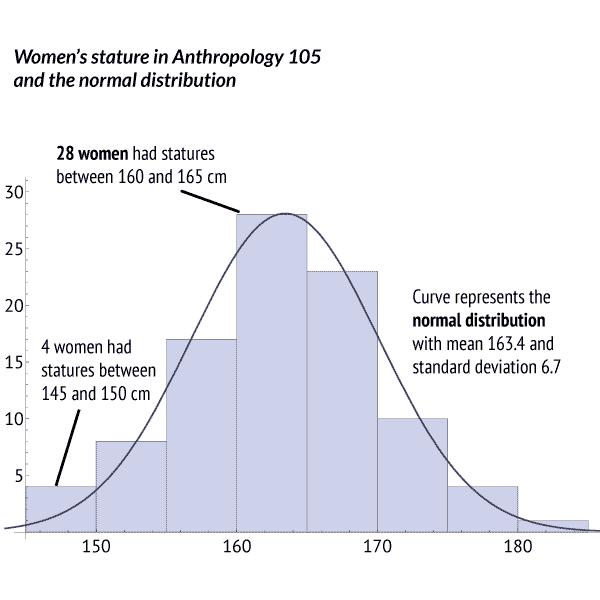 Women's stature in Anthropology 105
and the normal distribution
28 women had statures
between 160 and 165 cm
30
25
20
15
10
5
4 women had
statures between
145 and 150 cm
Curve represents the
normal distribution
with mean 163.4 and
standard deviation 6.7
150 160 170 180